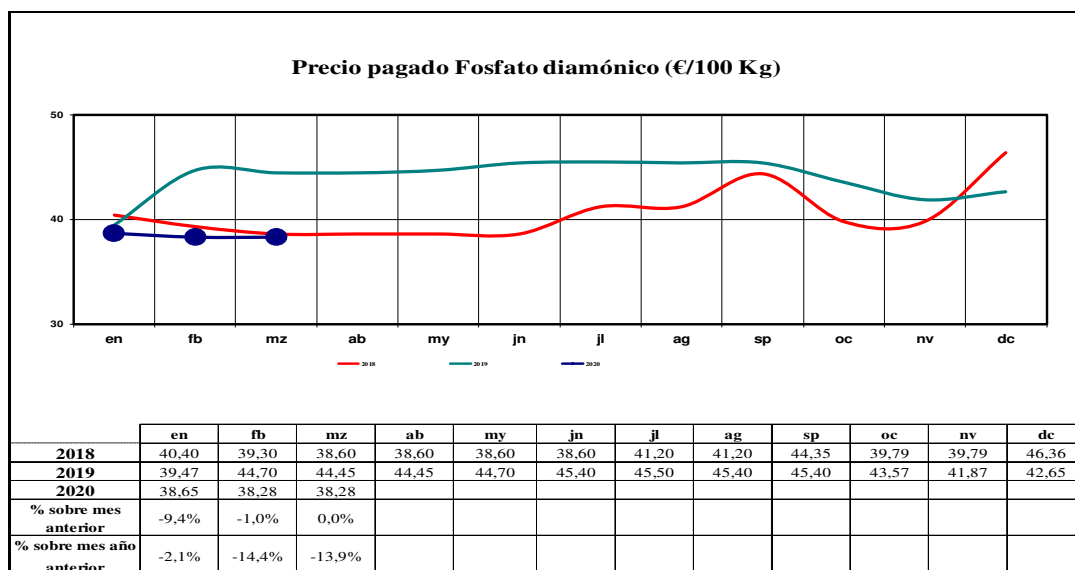 Precio pagado Fosfato diamónico (€/100 Kg)
50
40
30
en fb mz ab my jn jl ag sp oc nv dc
2018 2019 2020
en fb mz ab my jn jl ag sp oc nv dc
2018 40,40 39,30 38,60 38,60 38,60 38,60 41,20 41,20 44,35 39,79 39,79 46,36
2019 39,47 44,70 44,45 44,45 44,70 45,40 45,50 45,40 45,40 43,57 41,87 42,65
2020 38,65 38,28 38,28
% sobre mes
anterior -9,4% -1,0% 0,0%
% sobre mes año
anterior -2,1% -14,4% -13,9%